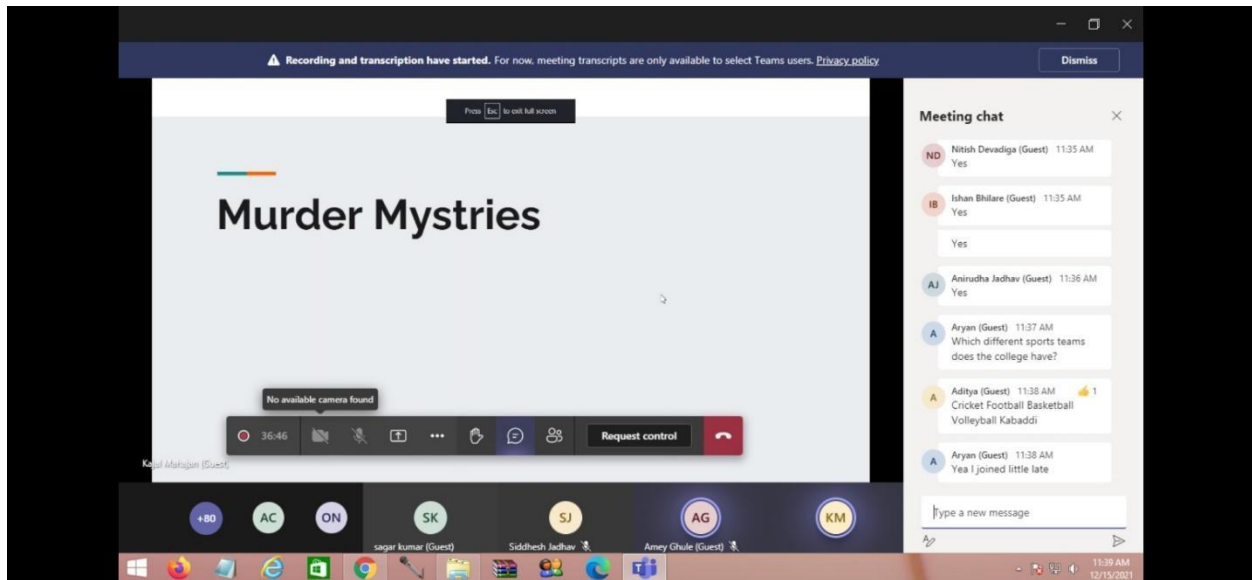 Recording and transcription have started. For now, meeting transcripts are only available to select Teams users. Privacy policy
Dismiss
Press Esc to exit full screen
Murder Mystries
No available camera found
36:46
Request control
Kajal Mahajan (Guest)
+80
AC
ON
SK
sagar kumar (Guest)
SJ
Siddhesh Jadhav
AG
Amey Ghule (Guest)
KM
Meeting chat
ND
Nitish Devadiga (Guest) 11:35 AM
Yes
IB
Ishan Bhilare (Guest) 11:35 AM
Yes
Yes
AJ
Anirudha Jadhav (Guest) 11:36 AM
Yes
A
Aryan (Guest) 11:37 AM
Which different sports teams
does the college have?
A
Aditya (Guest) 11:38 AM 1
Cricket Football Basketball
Volleyball Kabaddi
A
Aryan (Guest) 11:38 AM
Yea I joined little late
Type a new message
11:39 AM
12/15/2021